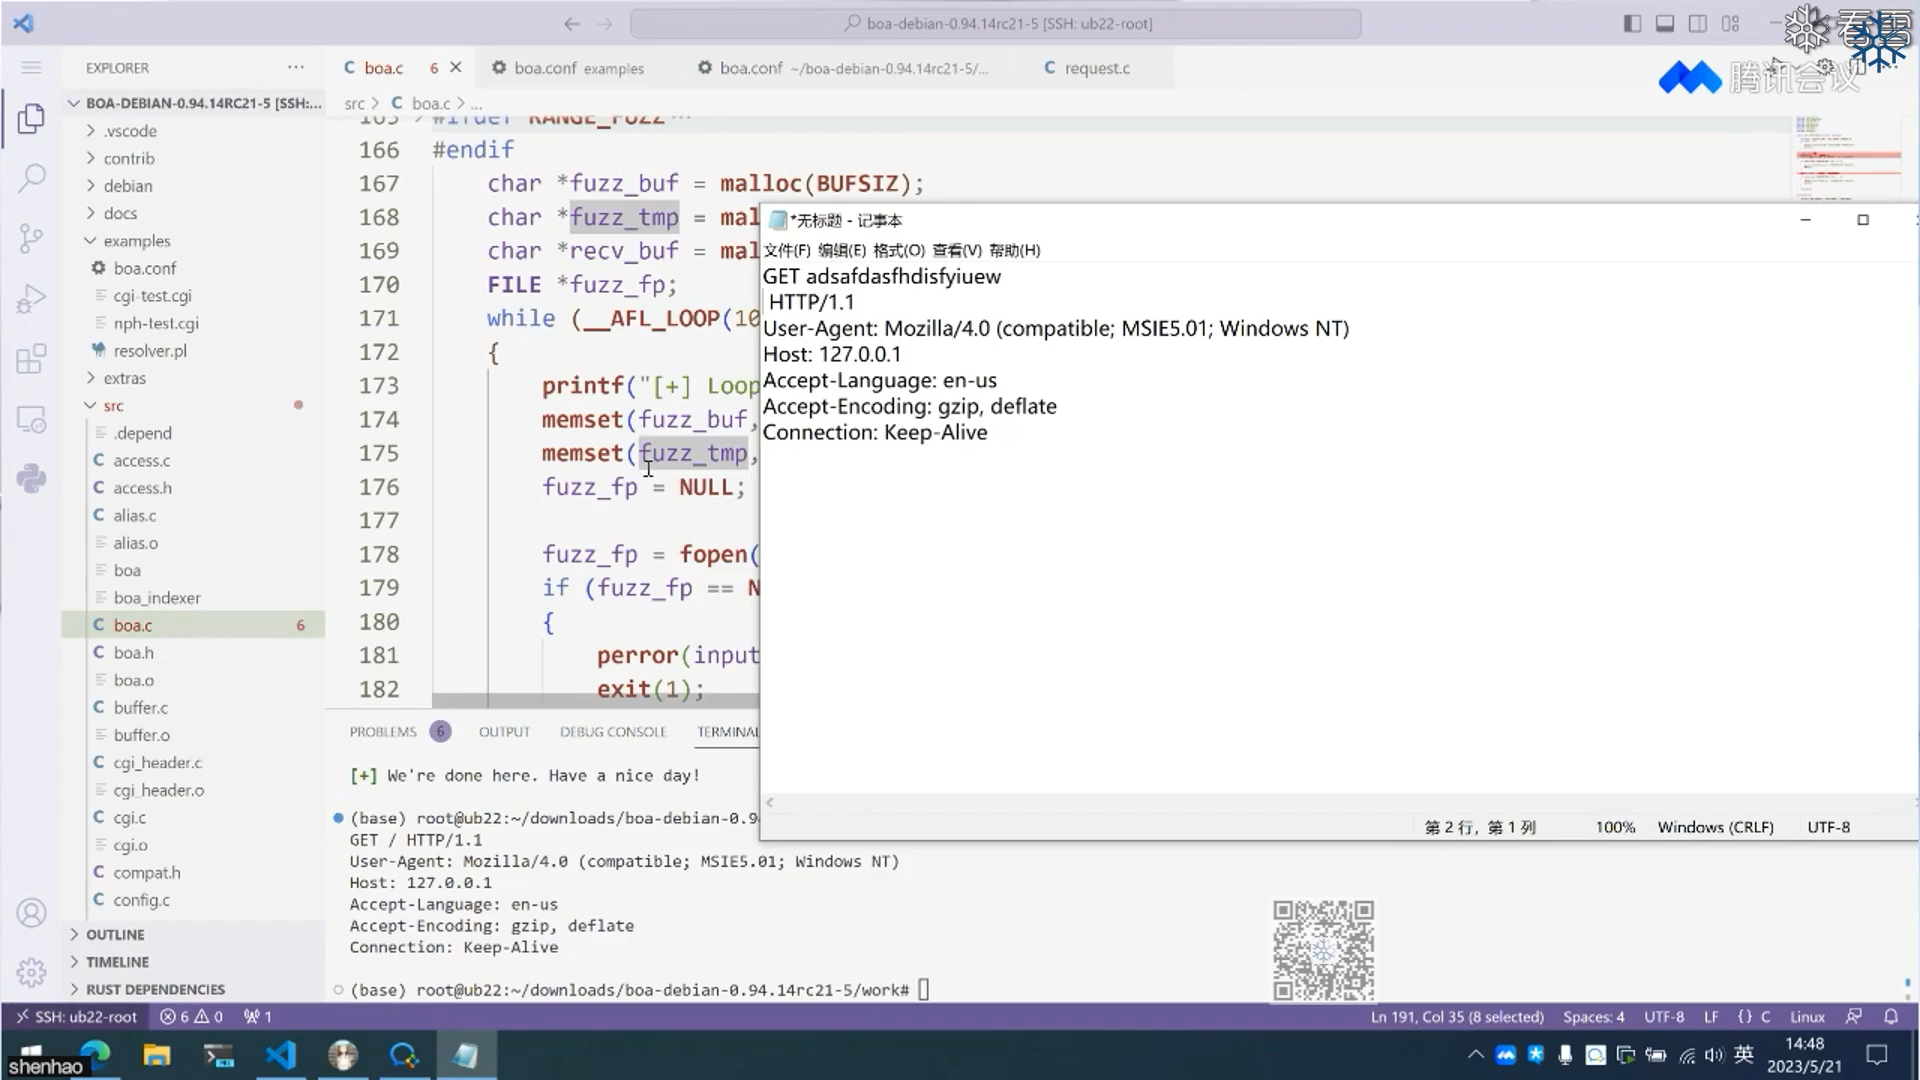 boa-debian-0.94.14rc21-5 [SSH: ub22-root]
看雪
腾讯会议
EXPLORER
boa.c 6
boa.conf examples
boa.conf ~/boa-debian-0.94.14rc21-5/...
C request.c
BOA-DEBIAN-0.94.14RC21-5 [SSH:...
src > C boa.c > ...
.vscode
contrib
debian
docs
examples
boa.conf
cgi-test.cgi
nph-test.cgi
resolver.pl
extras
src
.depend
C access.c
C access.h
C alias.c
alias.o
boa
boa_indexer
C boa.c 6
C boa.h
boa.o
C buffer.c
buffer.o
C cgi_header.c
cgi_header.o
C cgi.c
cgi.o
C compat.h
C config.c
OUTLINE
TIMELINE
RUST DEPENDENCIES
165 #ifdef RANGE_FUZZ ...
166 #endif
167 char *fuzz_buf = malloc(BUFSIZ);
168 char *fuzz_tmp = mal
169 char *recv_buf = mal
170 FILE *fuzz_fp;
171 while (__AFL_LOOP(10
172 {
173 printf("[+] Loop
174 memset(fuzz_buf,
175 memset(fuzz_tmp,
176 fuzz_fp = NULL;
177
178 fuzz_fp = fopen(
179 if (fuzz_fp == N
180 {
181 perror(input
182 exit(1);
*无标题 - 记事本
文件(F) 编辑(E) 格式(O) 查看(V) 帮助(H)
GET adsafdasfhdisfyiuew
HTTP/1.1
User-Agent: Mozilla/4.0 (compatible; MSIE5.01; Windows NT)
Host: 127.0.0.1
Accept-Language: en-us
Accept-Encoding: gzip, deflate
Connection: Keep-Alive
第 2 行, 第 1 列 100% Windows (CRLF) UTF-8
PROBLEMS 6 OUTPUT DEBUG CONSOLE TERMINAL
[+] We're done here. Have a nice day!
(base) root@ub22:~/downloads/boa-debian-0.9
GET / HTTP/1.1
User-Agent: Mozilla/4.0 (compatible; MSIE5.01; Windows NT)
Host: 127.0.0.1
Accept-Language: en-us
Accept-Encoding: gzip, deflate
Connection: Keep-Alive
(base) root@ub22:~/downloads/boa-debian-0.94.14rc21-5/work#
SSH: ub22-root 6 0 1
Ln 191, Col 35 (8 selected) Spaces: 4 UTF-8 LF {} C Linux
shenhao
英
14:48
2023/5/21